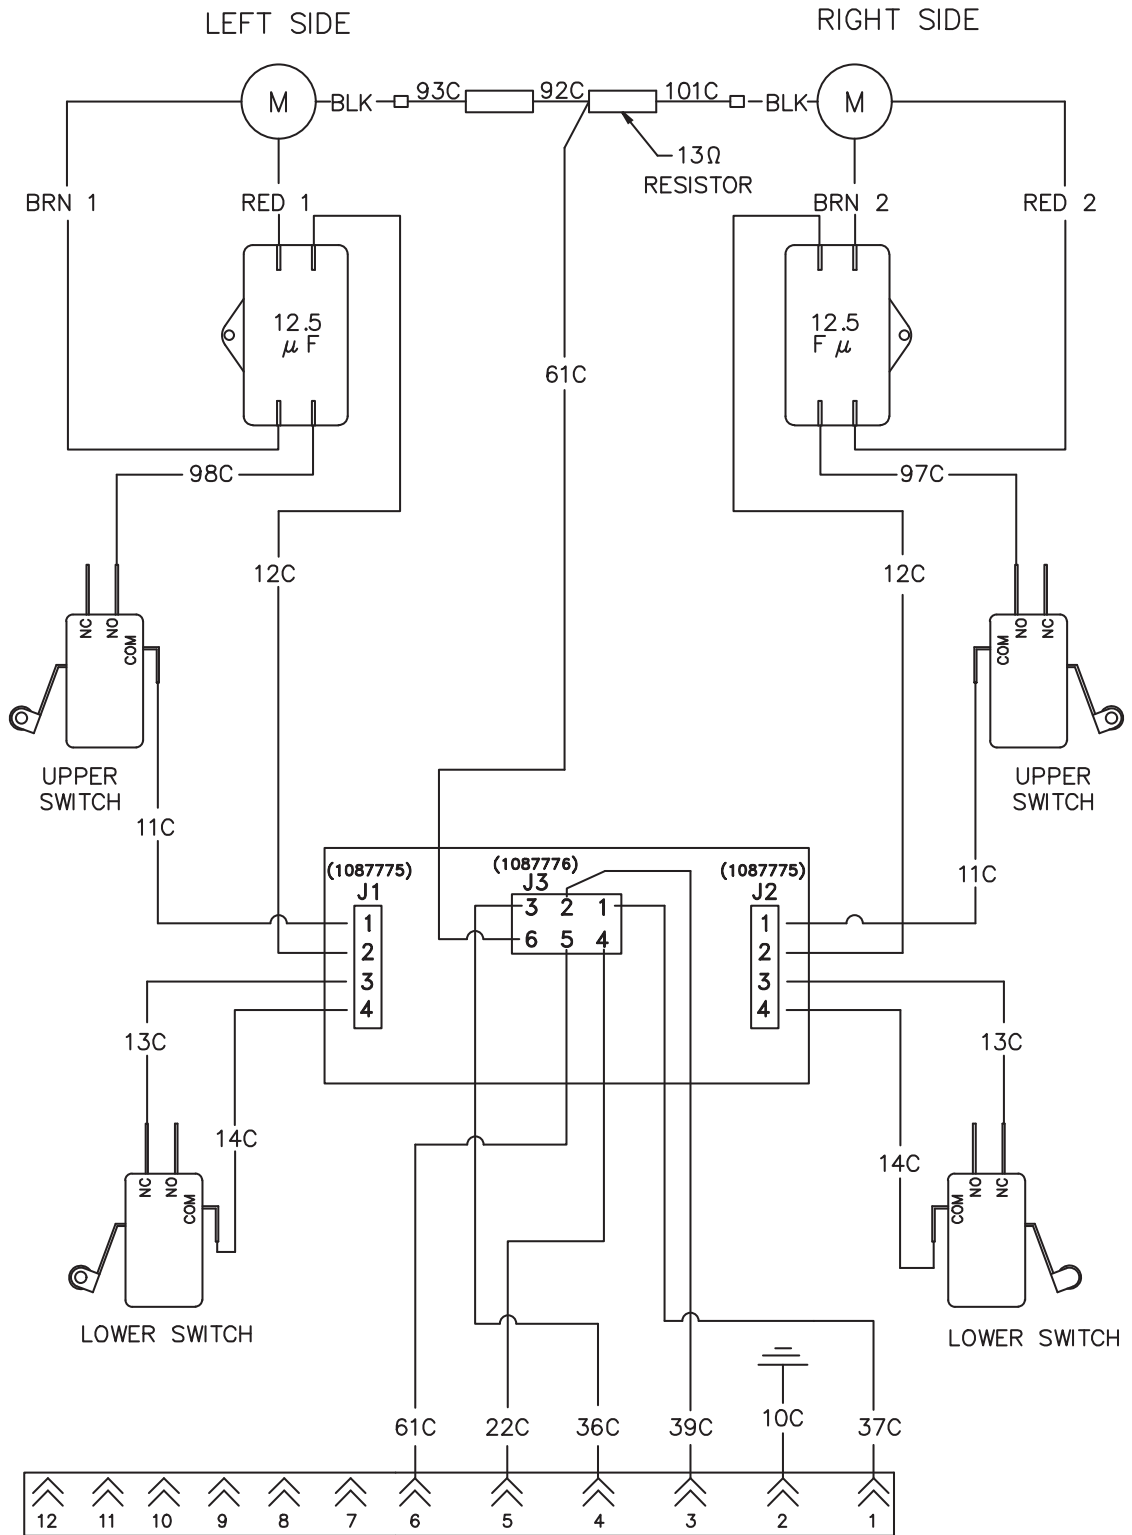 LEFT SIDE
RIGHT SIDE
M
BLK
93C
92C
101C
BLK
M
13Ω
RESISTOR
BRN 1
RED 1
BRN 2
RED 2
12.5
μ F
12.5
F μ
61C
98C
97C
12C
12C
NC
NO
COM
COM
NO
NC
UPPER
SWITCH
UPPER
SWITCH
11C
11C
(1087775)
J1
(1087776)
J3
(1087775)
J2
1
2
3
4
3 2 1
6 5 4
1
2
3
4
13C
13C
14C
14C
NC
NO
COM
COM
NO
NC
LOWER SWITCH
LOWER SWITCH
61C
22C
36C
39C
10C
37C
12 11 10 9 8 7 6 5 4 3 2 1